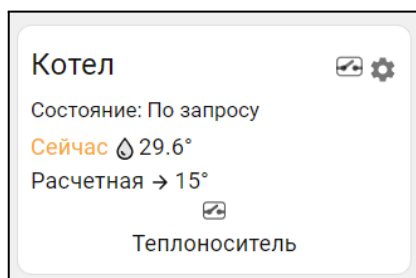 Котел
Состояние: По запросу
Сейчас 29.6°
Расчетная → 15°
Теплоноситель